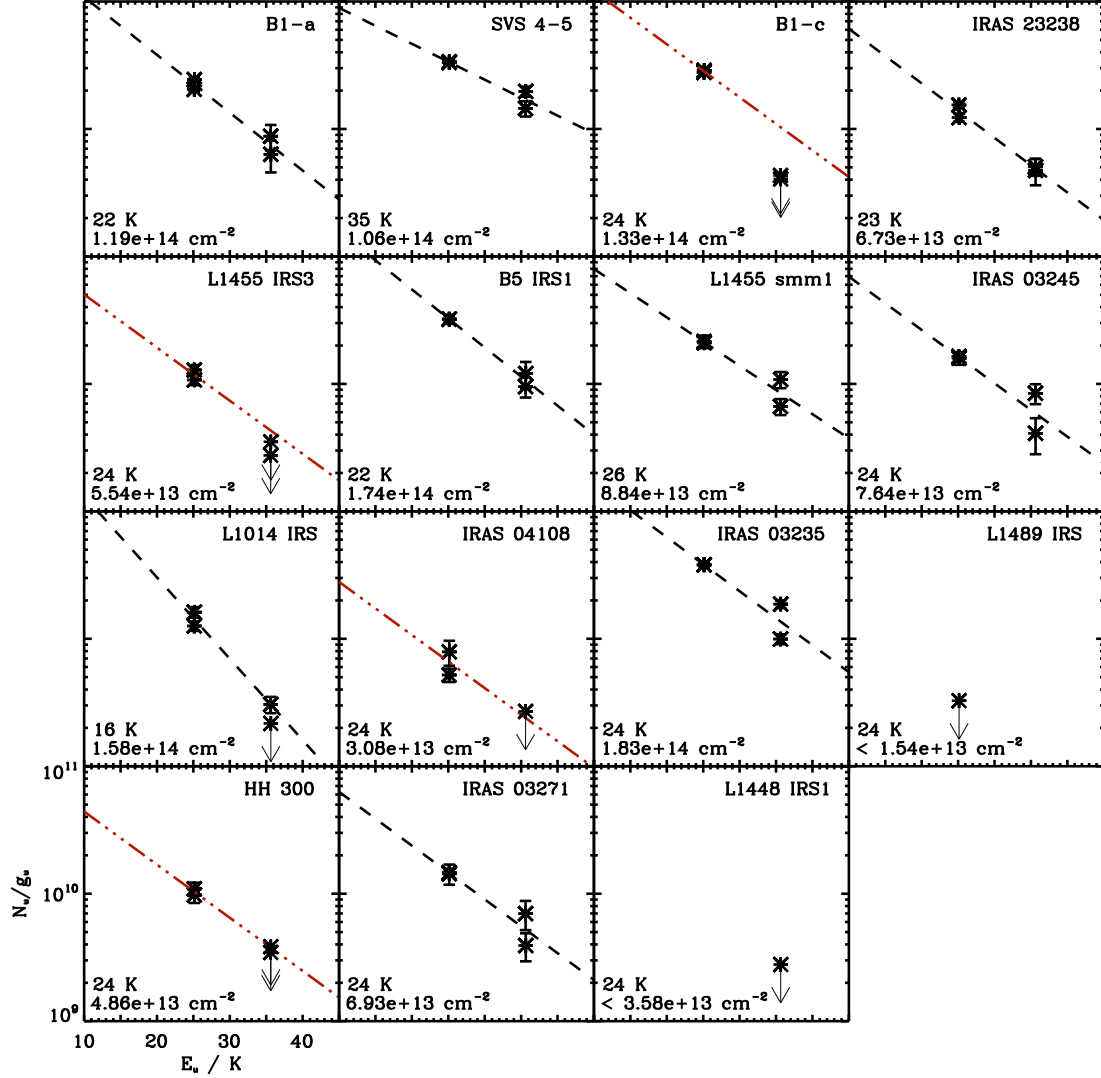 B1-a
22 K
1.19e+14 cm⁻²
SVS 4-5
35 K
1.06e+14 cm⁻²
B1-c
24 K
1.33e+14 cm⁻²
IRAS 23238
23 K
6.73e+13 cm⁻²
L1455 IRS3
24 K
5.54e+13 cm⁻²
B5 IRS1
22 K
1.74e+14 cm⁻²
L1455 smm1
26 K
8.84e+13 cm⁻²
IRAS 03245
24 K
7.64e+13 cm⁻²
L1014 IRS
16 K
1.58e+14 cm⁻²
IRAS 04108
24 K
3.08e+13 cm⁻²
IRAS 03235
24 K
1.83e+14 cm⁻²
L1489 IRS
24 K
< 1.54e+13 cm⁻²
HH 300
24 K
4.86e+13 cm⁻²
IRAS 03271
24 K
6.93e+13 cm⁻²
L1448 IRS1
24 K
< 3.58e+13 cm⁻²
10¹¹
10¹⁰
10⁹
Nᵤ/gᵤ
10 20 30 40
Eᵤ / K